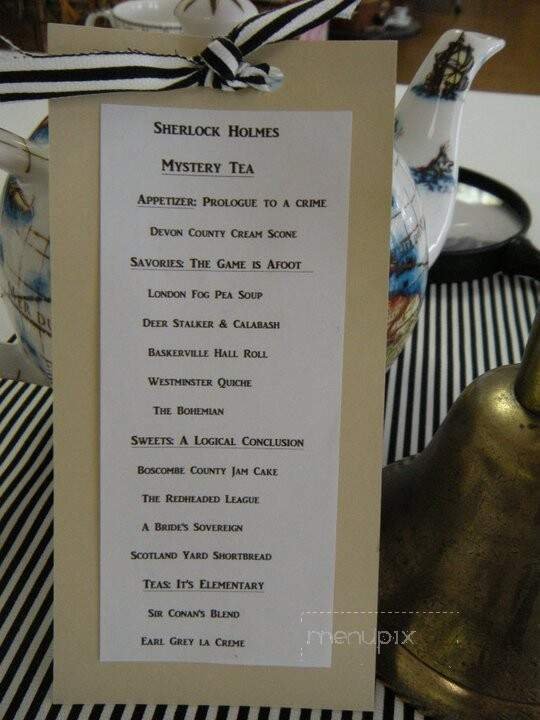 Sherlock Holmes
Mystery Tea
Appetizer: Prologue to a crime
Devon County Cream Scone
Savories: The Game is Afoot
London Fog Pea Soup
Deer Stalker & Calabash
Baskerville Hall Roll
Westminster Quiche
The Bohemian
Sweets: A Logical Conclusion
Boscombe County Jam Cake
The Redheaded League
A Bride's Sovereign
Scotland Yard Shortbread
Teas: It's Elementary
Sir Conan's Blend
Earl Grey la Creme
menupix